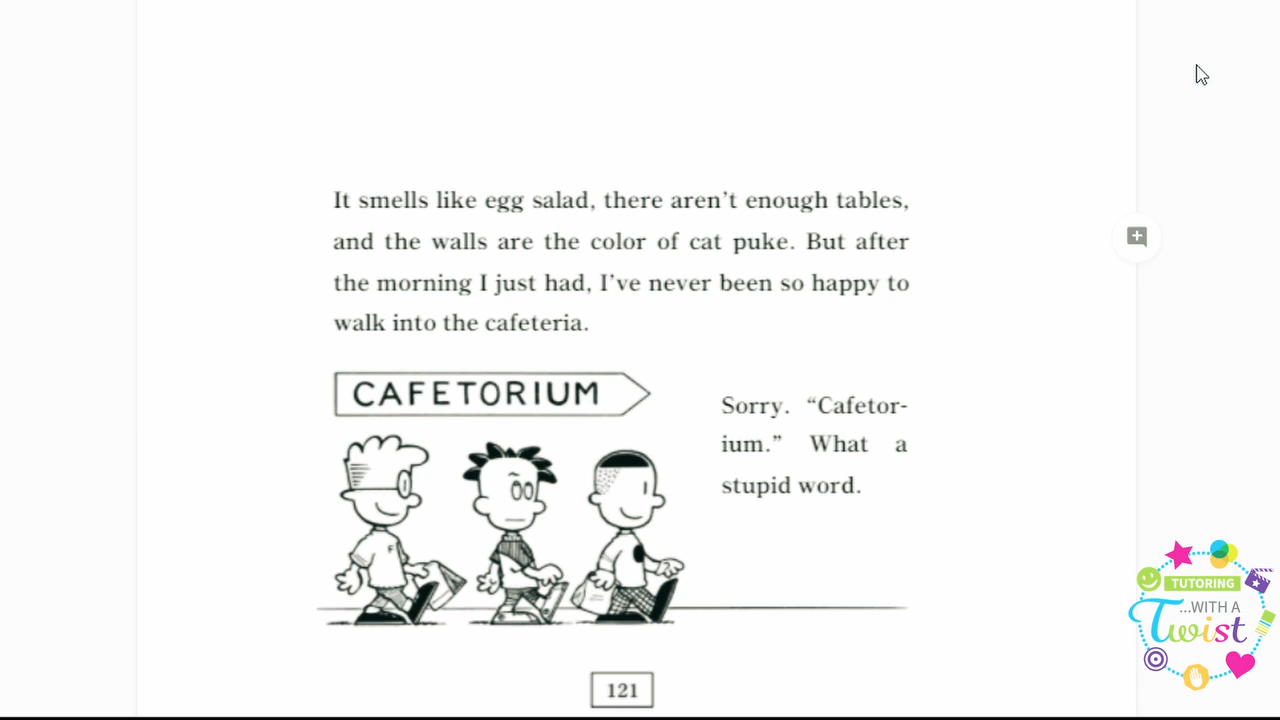 It smells like egg salad, there aren't enough tables,
and the walls are the color of cat puke. But after
the morning I just had, I've never been so happy to
walk into the cafeteria.
CAFETORIUM
Sorry. “Cafetor-
ium.” What a
stupid word.
F
121
TUTORING
...WITH A
Twist